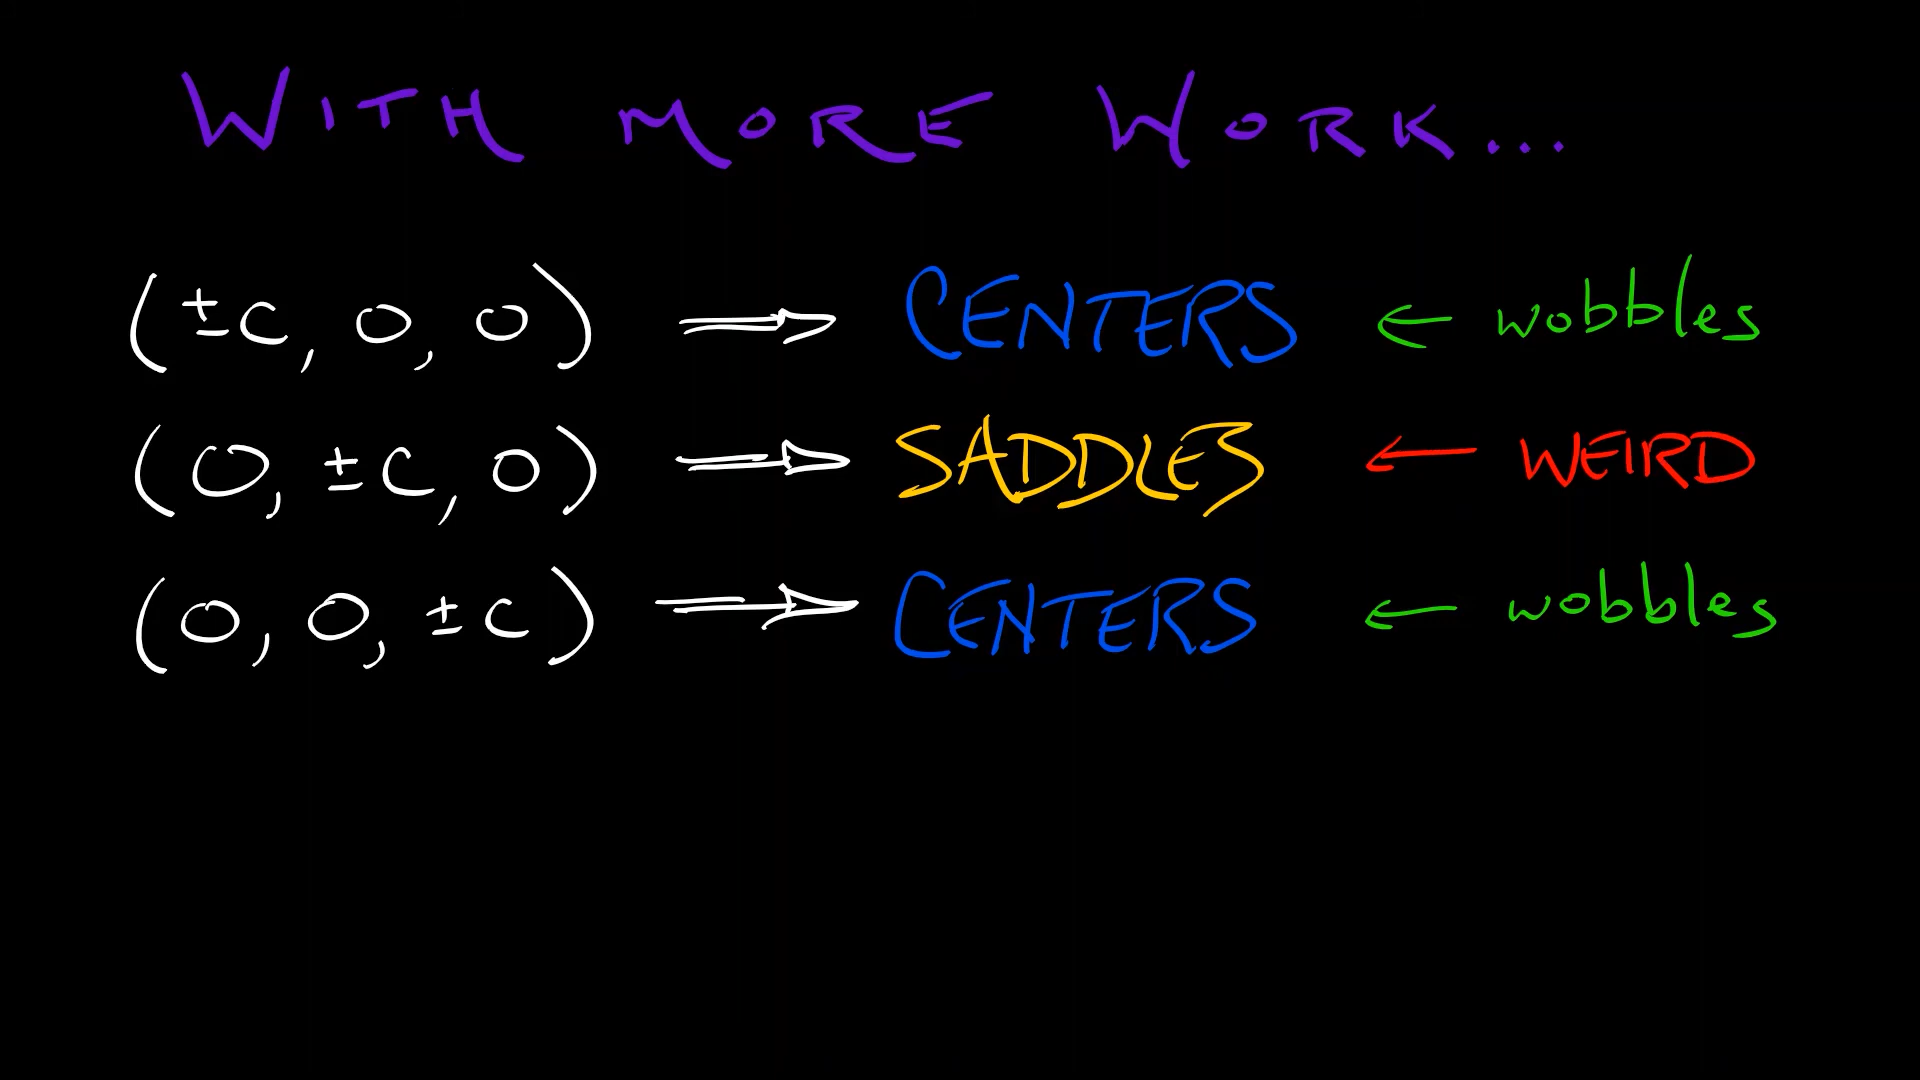 WITH MORE WORK...
(±C, 0, 0) ⇒ CENTERS ← wobbles
(0, ±C, 0) ⇒ SADDLES ← WEIRD
(0, 0, ±C) ⇒ CENTERS ← wobbles